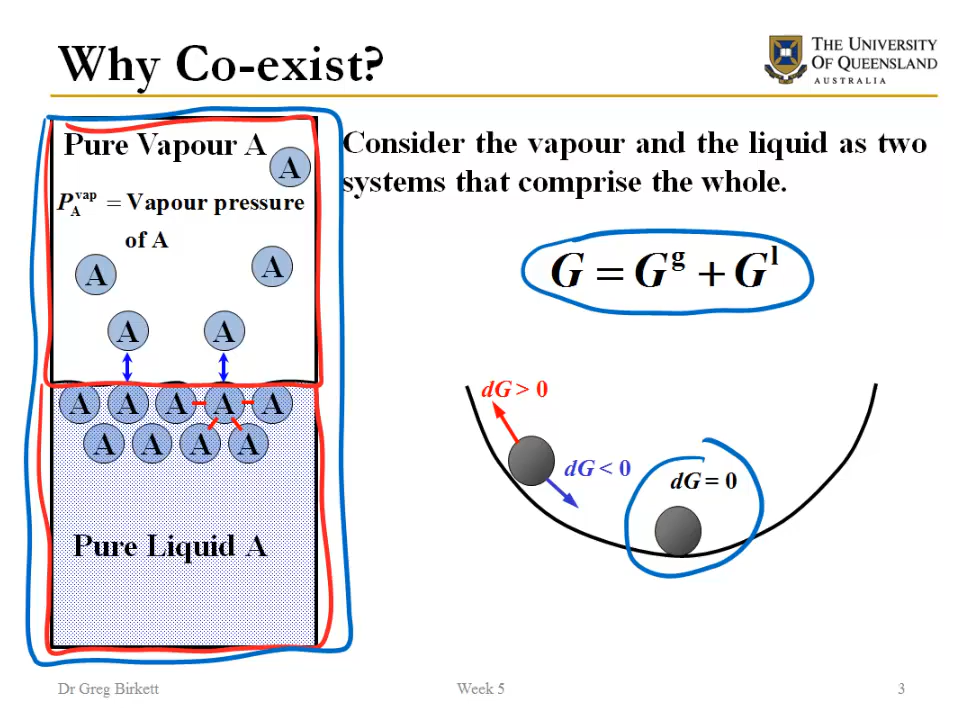 Why Co-exist?
THE UNIVERSITY
OF QUEENSLAND
AUSTRALIA
Pure Vapour A
A
P_A^vap = Vapour pressure
of A
A
A
A
A
A
A
A
A
A
A
A
A
A
Pure Liquid A
Consider the vapour and the liquid as two
systems that comprise the whole.
G = G^g + G^l
dG > 0
dG < 0
dG = 0
Dr Greg Birkett
Week 5
3